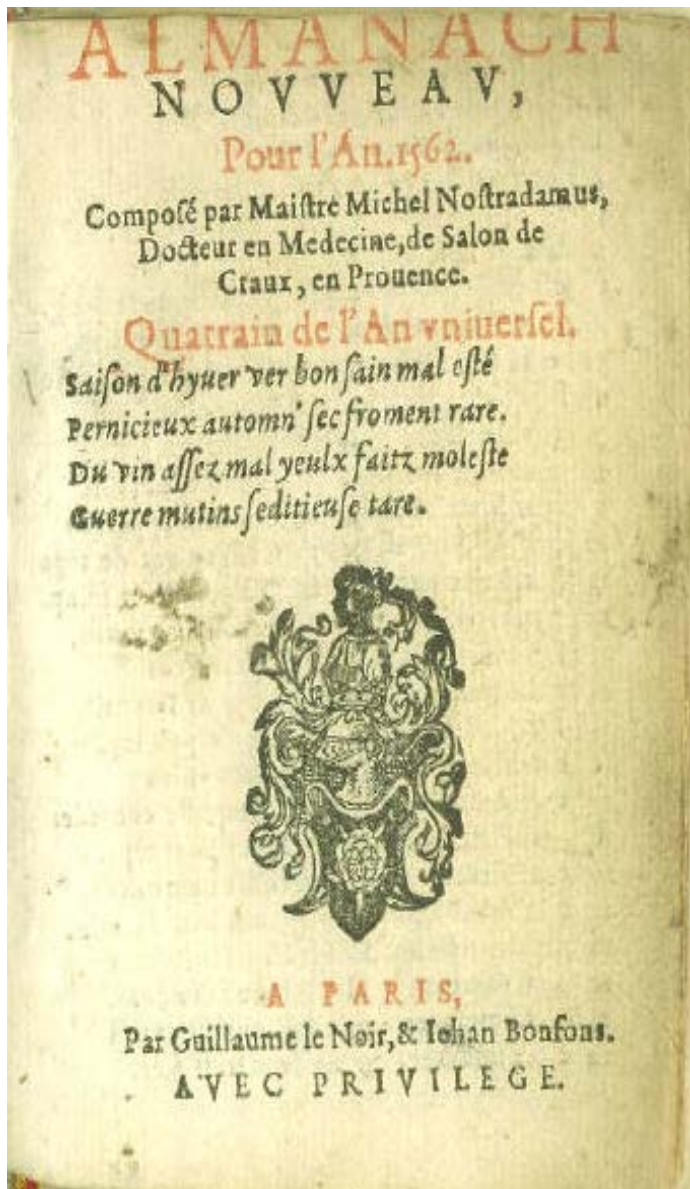 ALMANACH
NOVVEAV,
Pour l'An.1562.
Composé par Maistre Michel Nostradamus,
Docteur en Medecine, de Salon de
Craux, en Prouence.
Quatrain de l'An vniuersel.
Saison d'hyuer ver bon sain mal esté
Pernicieux automn' sec froment rare.
Du vin assez mal yeulx faitz moleste
Guerre mutins seditieuse tare.
A PARIS,
Par Guillaume le Noir, & Iehan Bonfons.
AVEC PRIVILEGE.